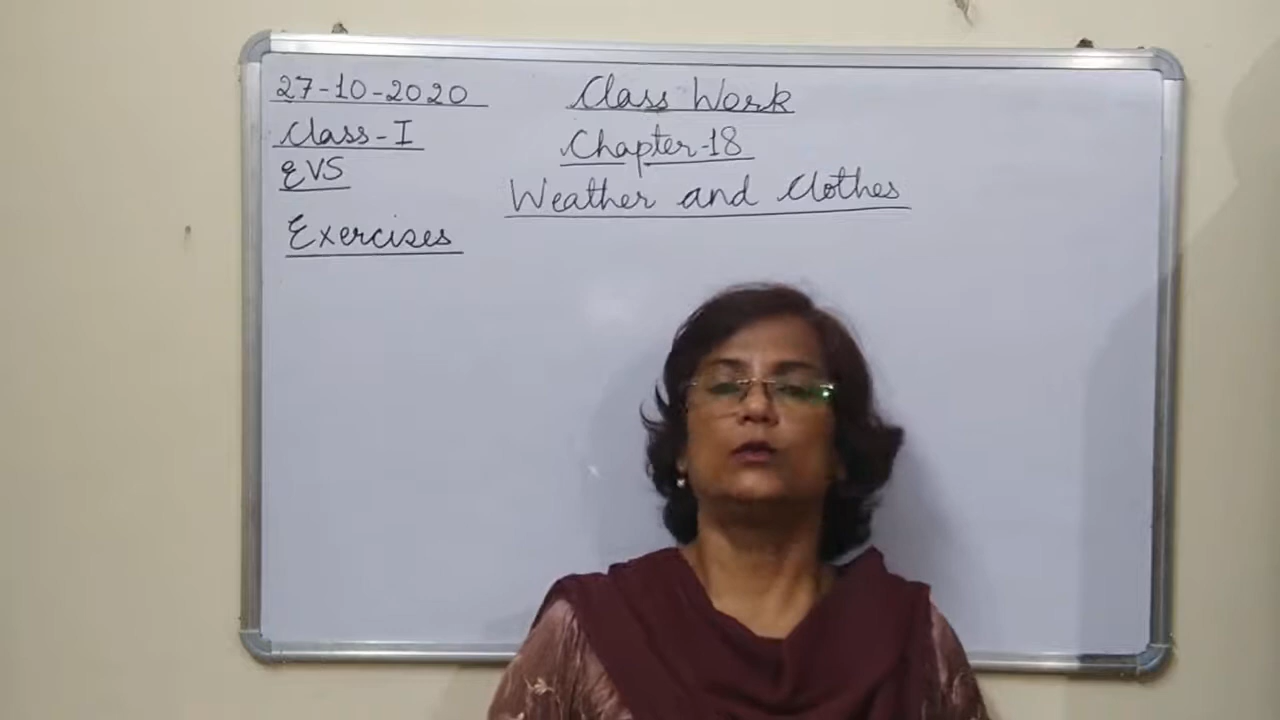 27-10-2020
Class Work
Class-I
Chapter-18
EVS
Weather and Clothes
Exercises